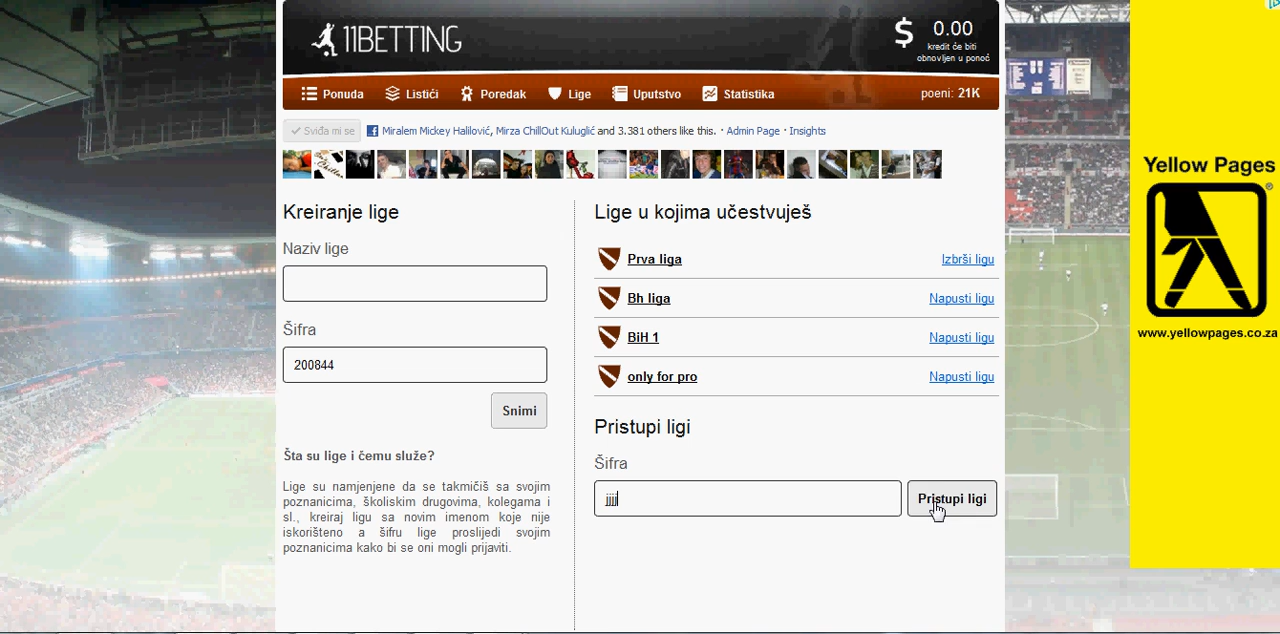 11BETTING
$ 0.00
kredit će biti
obnovljen u ponoć
Ponuda Listići Poredak Lige Uputstvo Statistika poeni: 21K
Sviđa mi se Miralem Mickey Halilović, Mirza ChillOut Kuluglić and 3.381 others like this. · Admin Page · Insights
Kreiranje lige
Naziv lige
Šifra
200844
Snimi
Šta su lige i čemu služe?
Lige su namjenjene da se takmičiš sa svojim
poznanicima, školiskim drugovima, kolegama i
sl., kreiraj ligu sa novim imenom koje nije
iskorišteno a šifru lige proslijedi svojim
poznanicima kako bi se oni mogli prijaviti.
Lige u kojima učestvuješ
Prva liga Izbrši ligu
Bh liga Napusti ligu
BiH 1 Napusti ligu
only for pro Napusti ligu
Pristupi ligi
Šifra
jjjj Pristupi ligi
Yellow Pages
®
www.yellowpages.co.za